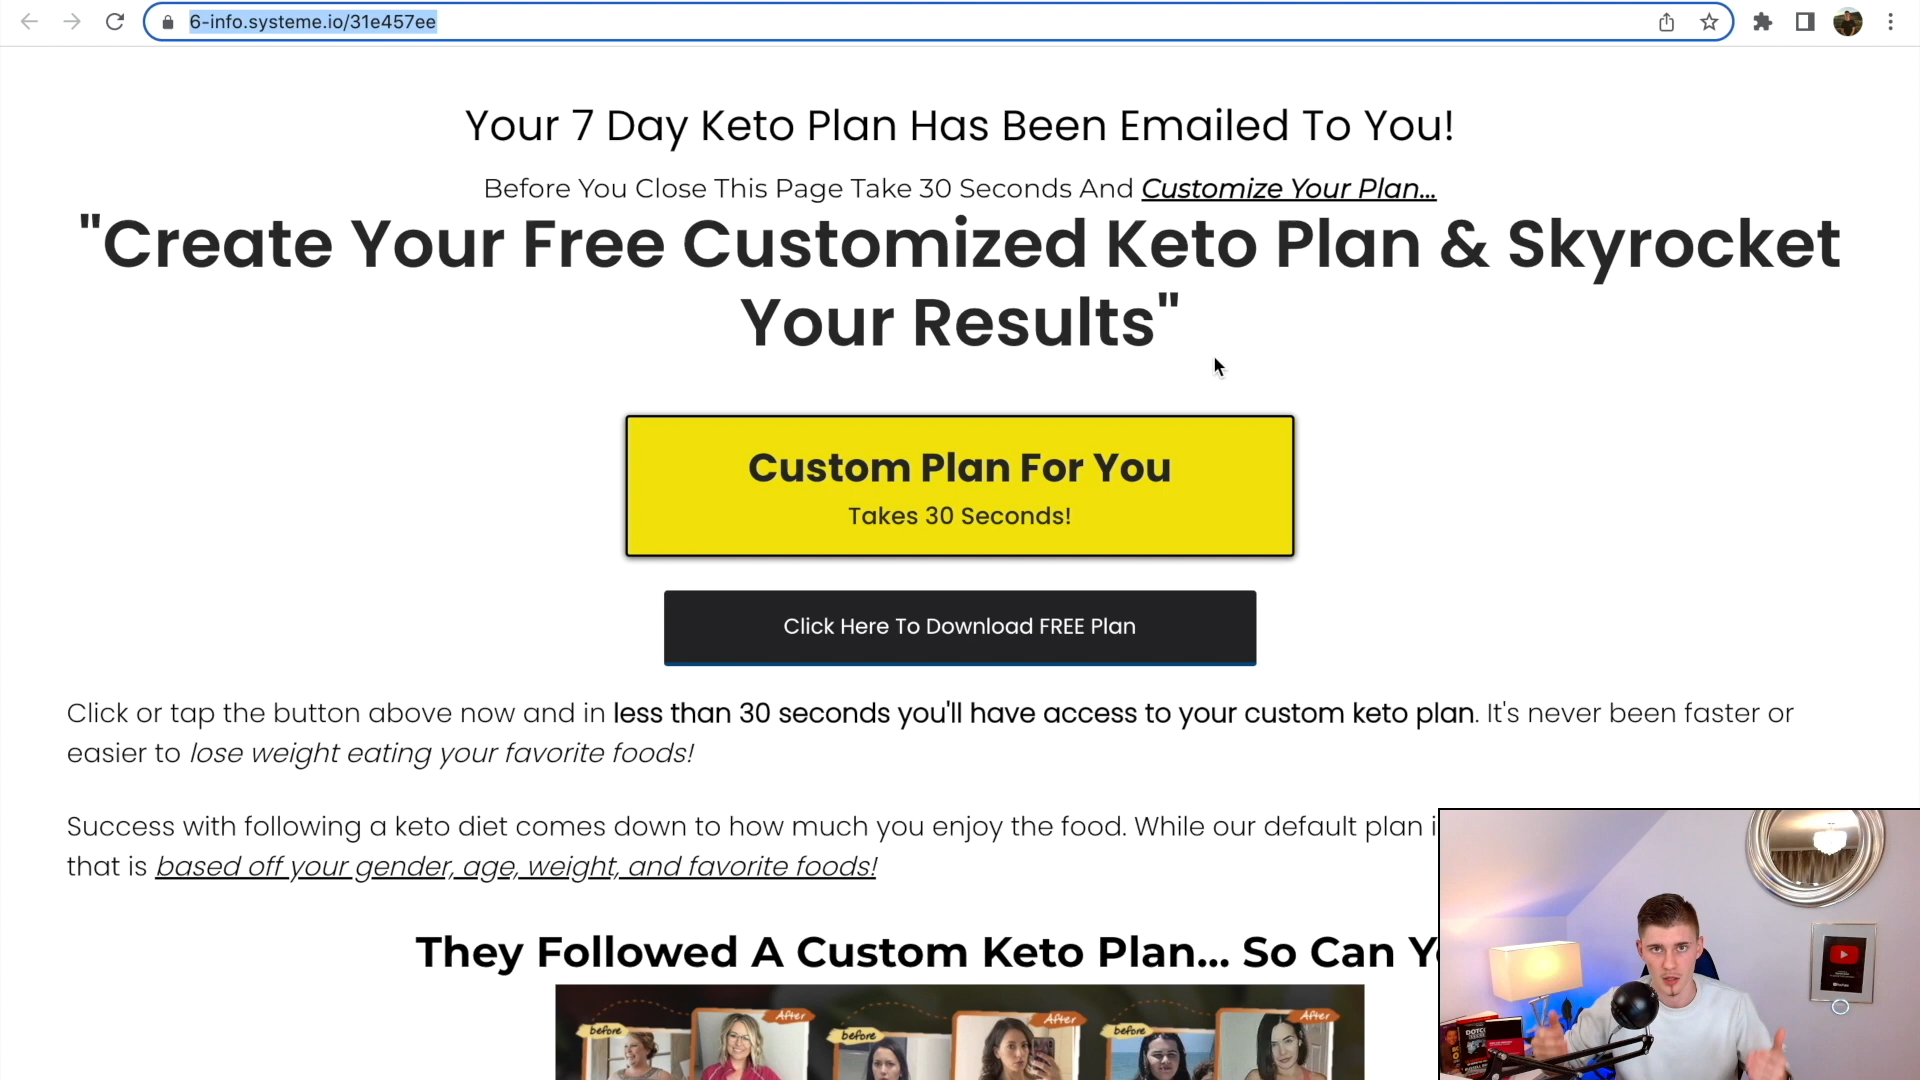 6-info.systeme.io/31e457ee
Your 7 Day Keto Plan Has Been Emailed To You!
Before You Close This Page Take 30 Seconds And Customize Your Plan...
"Create Your Free Customized Keto Plan & Skyrocket
Your Results"
Custom Plan For You
Takes 30 Seconds!
Click Here To Download FREE Plan
Click or tap the button above now and in less than 30 seconds you'll have access to your custom keto plan. It's never been faster or
easier to lose weight eating your favorite foods!
Success with following a keto diet comes down to how much you enjoy the food. While our default plan
that is based off your gender, age, weight, and favorite foods!
They Followed A Custom Keto Plan... So Can
before After before After before After